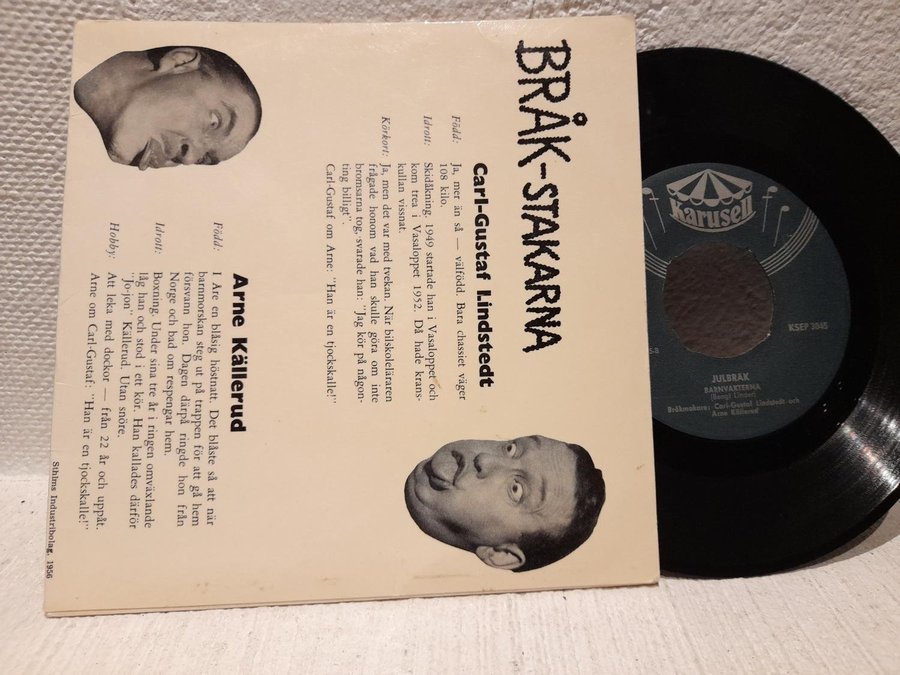 BRÅK-STAKARNA
Carl-Gustaf Lindstedt
Född: Ja, mer än så — välfödd. Bara chassiet väger
108 kilo.
Idrott: Skidåkning. 1949 startade han i Vasaloppet och
kom trea i Vasaloppet 1952. Då hade krans-
kullan vissnat.
Körkort: Ja, men det var med tvekan. När bilskoleläraren
frågade honom vad han skulle göra om inte
bromsarna tog, svarade han: "Jag kör på någon-
ting billigt".
Carl-Gustaf om Arne: "Han är en tjockskalle!"
Arne Källerud
Född: I Åre en blåsig höstnatt. Det blåste så att när
barnmorskan steg ut på trappen för att gå hem
försvann hon. Dagen därpå ringde hon från
Norge och bad om respengar hem.
Idrott: Boxning. Under sina tre år i ringen omväxlande
låg han och stod i ett kör. Han kallades därför
"Jo-jon" Källerud. Utan snöre.
Hobby: Att leka med dockor — från 22 år och uppåt.
Arne om Carl-Gustaf: "Han är en tjockskalle!"
Sthlms Industribolag, 1956
Karusell
KSEP 3045
5-B
JULBRÅK
BARNVAKTERNA
(Bengt Linder)
Bråkmakare: Carl-Gustaf Lindstedt och
Arne Källerud